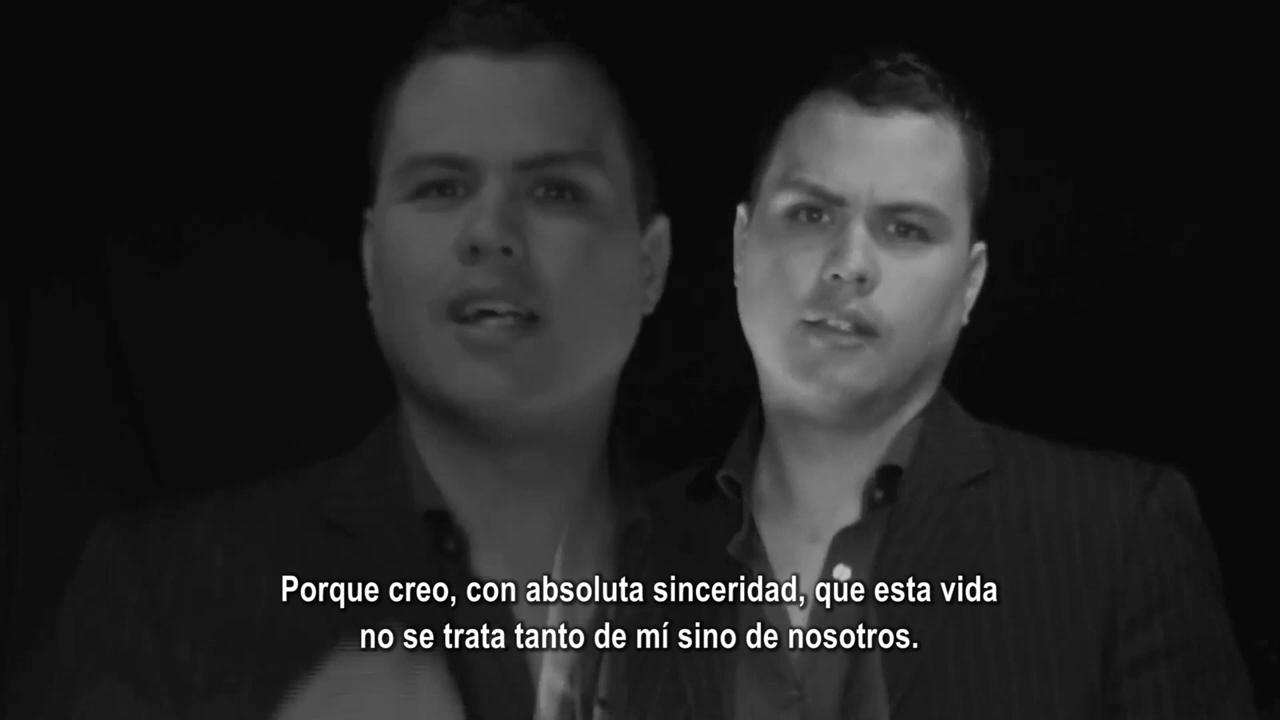 Porque creo, con absoluta sinceridad, que esta vida
no se trata tanto de mí sino de nosotros.